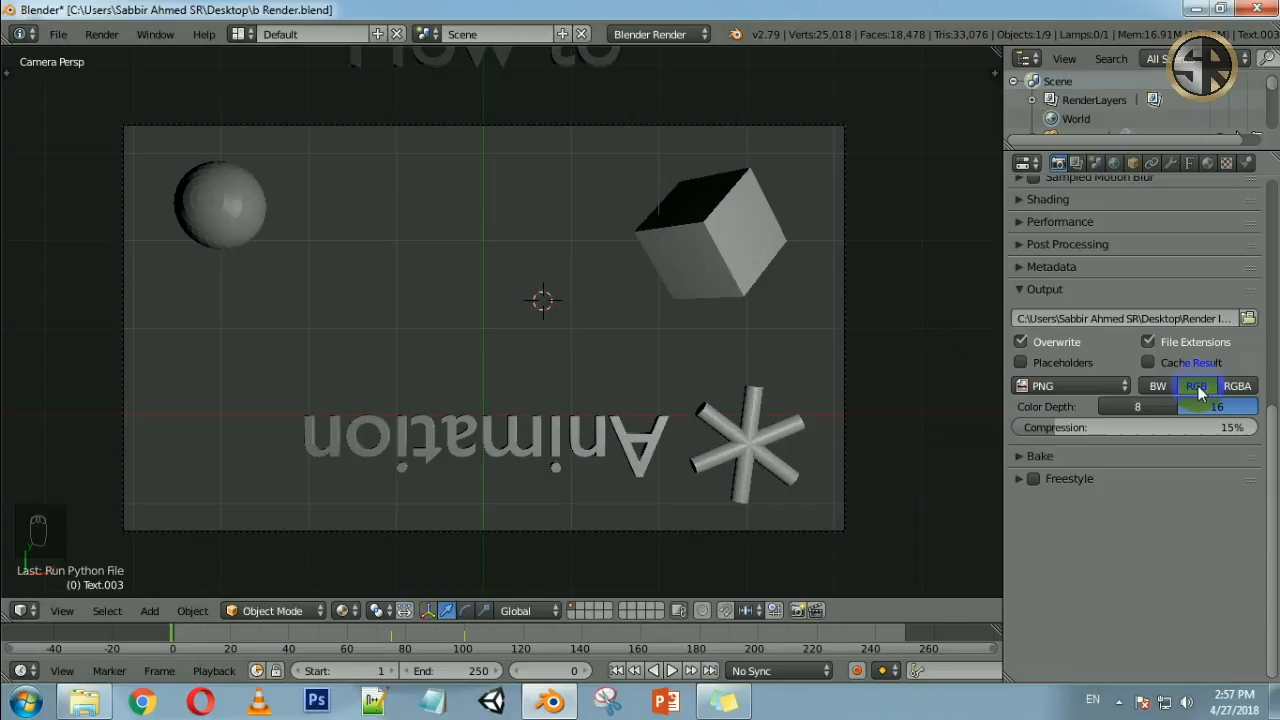 Blender* [C:\Users\Sabbir Ahmed SR\Desktop\b Render.blend]
File Render Window Help Default Scene Blender Render v2.79 | Verts:25,018 | Faces:18,478 | Tris:33,076 | Objects:1/9 | Lamps:0/1 | Mem:16.91M
Text.003
Camera Persp
How to
View Search All
Scene
RenderLayers
World
Sampled Motion Blur
Shading
Performance
Post Processing
Metadata
Output
C:\Users\Sabbir Ahmed SR\Desktop\Render I...
Overwrite File Extensions
Placeholders Cache Result
PNG BW RGB RGBA
Color Depth: 8 16
Compression: 15%
Bake
Freestyle
Animation
Last: Run Python File
(0) Text.003
View Select Add Object Object Mode Global
-40 -20 0 20 40 60 80 100 120 140 160 180 200 220 240 260
View Marker Frame Playback Start: 1 End: 250 0 No Sync
Ps
EN
2:57 PM
4/27/2018